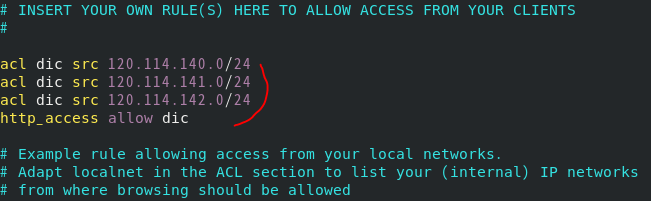 # INSERT YOUR OWN RULE(S) HERE TO ALLOW ACCESS FROM YOUR CLIENTS
#
acl dic src 120.114.140.0/24
acl dic src 120.114.141.0/24
acl dic src 120.114.142.0/24
http_access allow dic
# Example rule allowing access from your local networks.
# Adapt localnet in the ACL section to list your (internal) IP networks
# from where browsing should be allowed